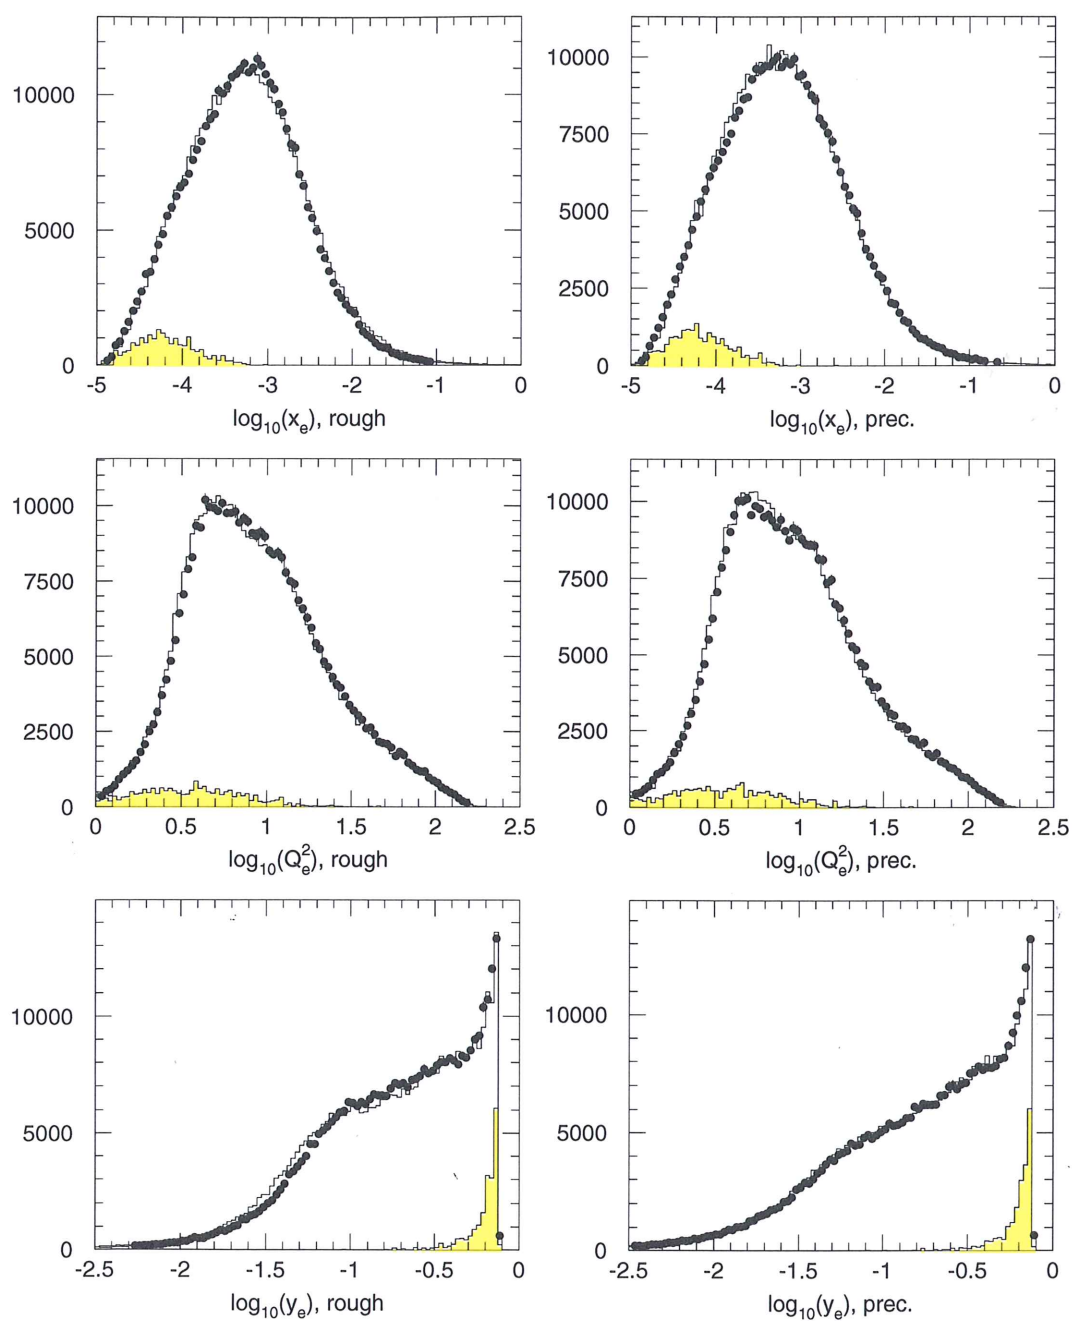 10000
5000
0
-5 -4 -3 -2 -1 0
log10(xe), rough
10000
7500
5000
2500
0
-5 -4 -3 -2 -1 0
log10(xe), prec.
10000
7500
5000
2500
0
0 0.5 1 1.5 2 2.5
log10(Qe2), rough
10000
7500
5000
2500
0
0 0.5 1 1.5 2 2.5
log10(Qe2), prec.
10000
5000
0
-2.5 -2 -1.5 -1 -0.5 0
log10(ye), rough
10000
5000
0
-2.5 -2 -1.5 -1 -0.5 0
log10(ye), prec.